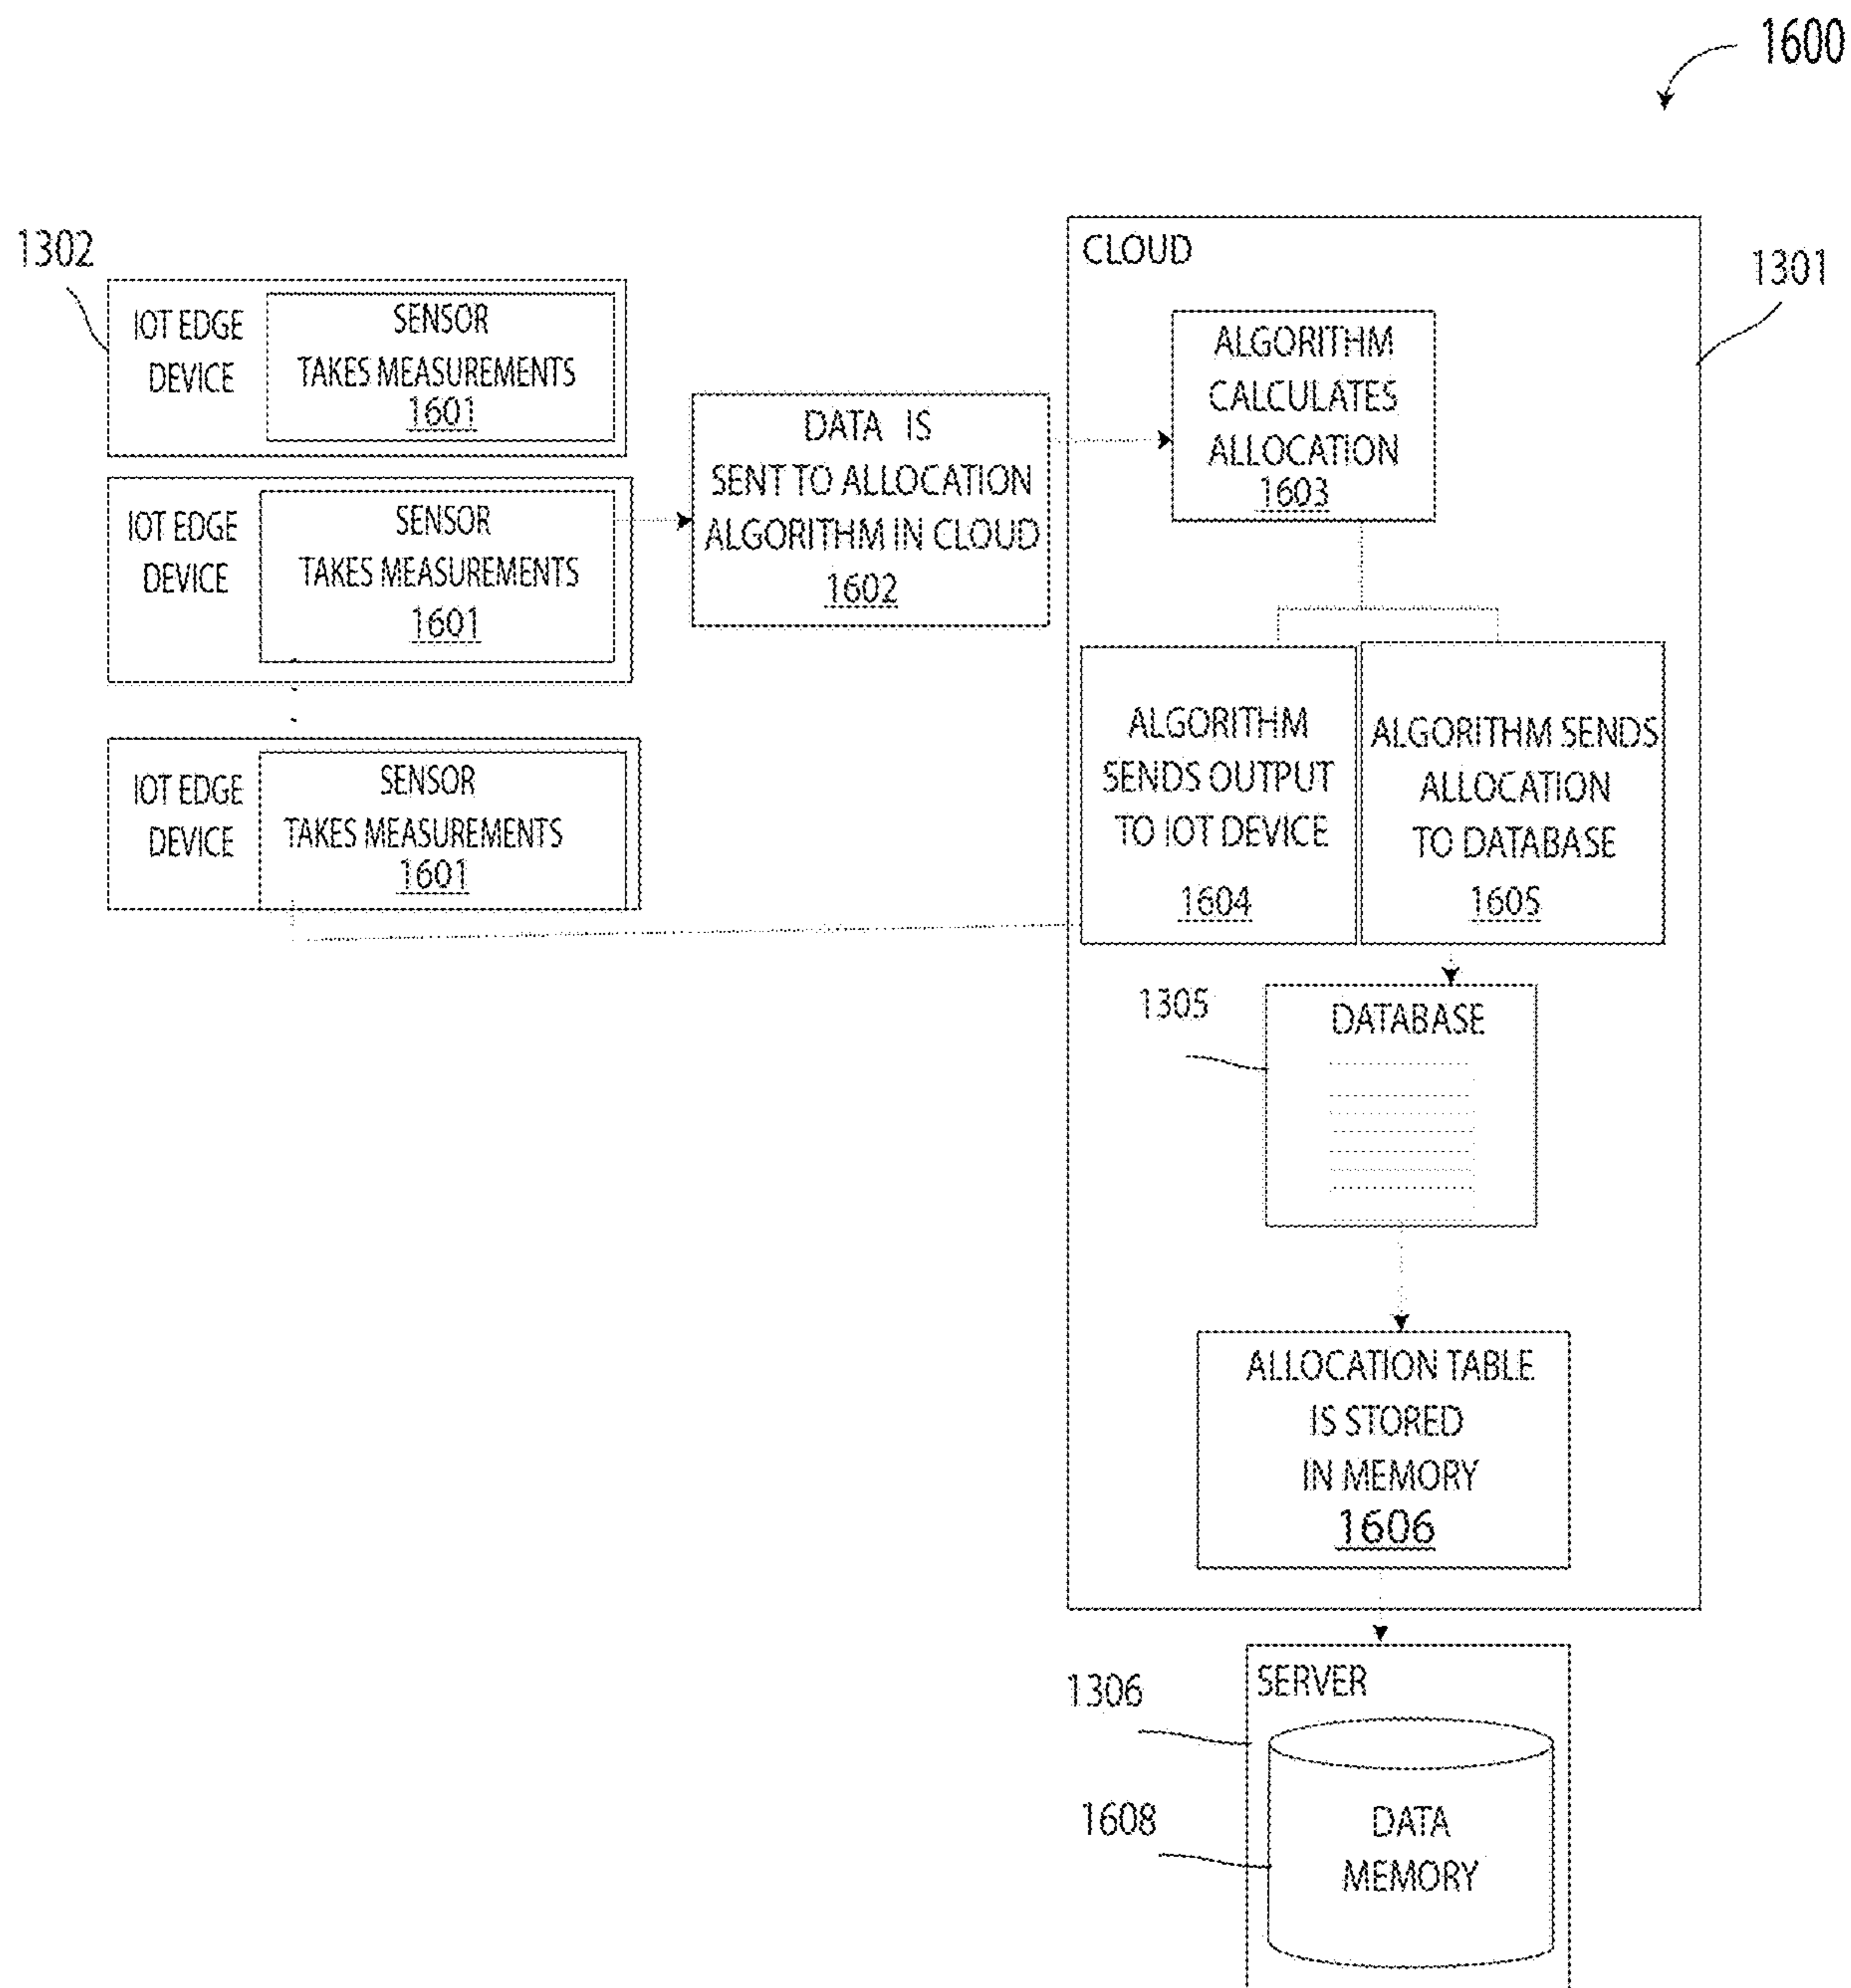 1600
1302
IOT EDGE
DEVICE
SENSOR
TAKES MEASUREMENTS
1601
IOT EDGE
DEVICE
SENSOR
TAKES MEASUREMENTS
1601
IOT EDGE
DEVICE
SENSOR
TAKES MEASUREMENTS
1601
DATA IS
SENT TO ALLOCATION
ALGORITHM IN CLOUD
1602
CLOUD
1301
ALGORITHM
CALCULATES
ALLOCATION
1603
ALGORITHM
SENDS OUTPUT
TO IOT DEVICE
1604
ALGORITHM SENDS
ALLOCATION
TO DATABASE
1605
1305
DATABASE
ALLOCATION TABLE
IS STORED
IN MEMORY
1606
1306
SERVER
1608
DATA
MEMORY